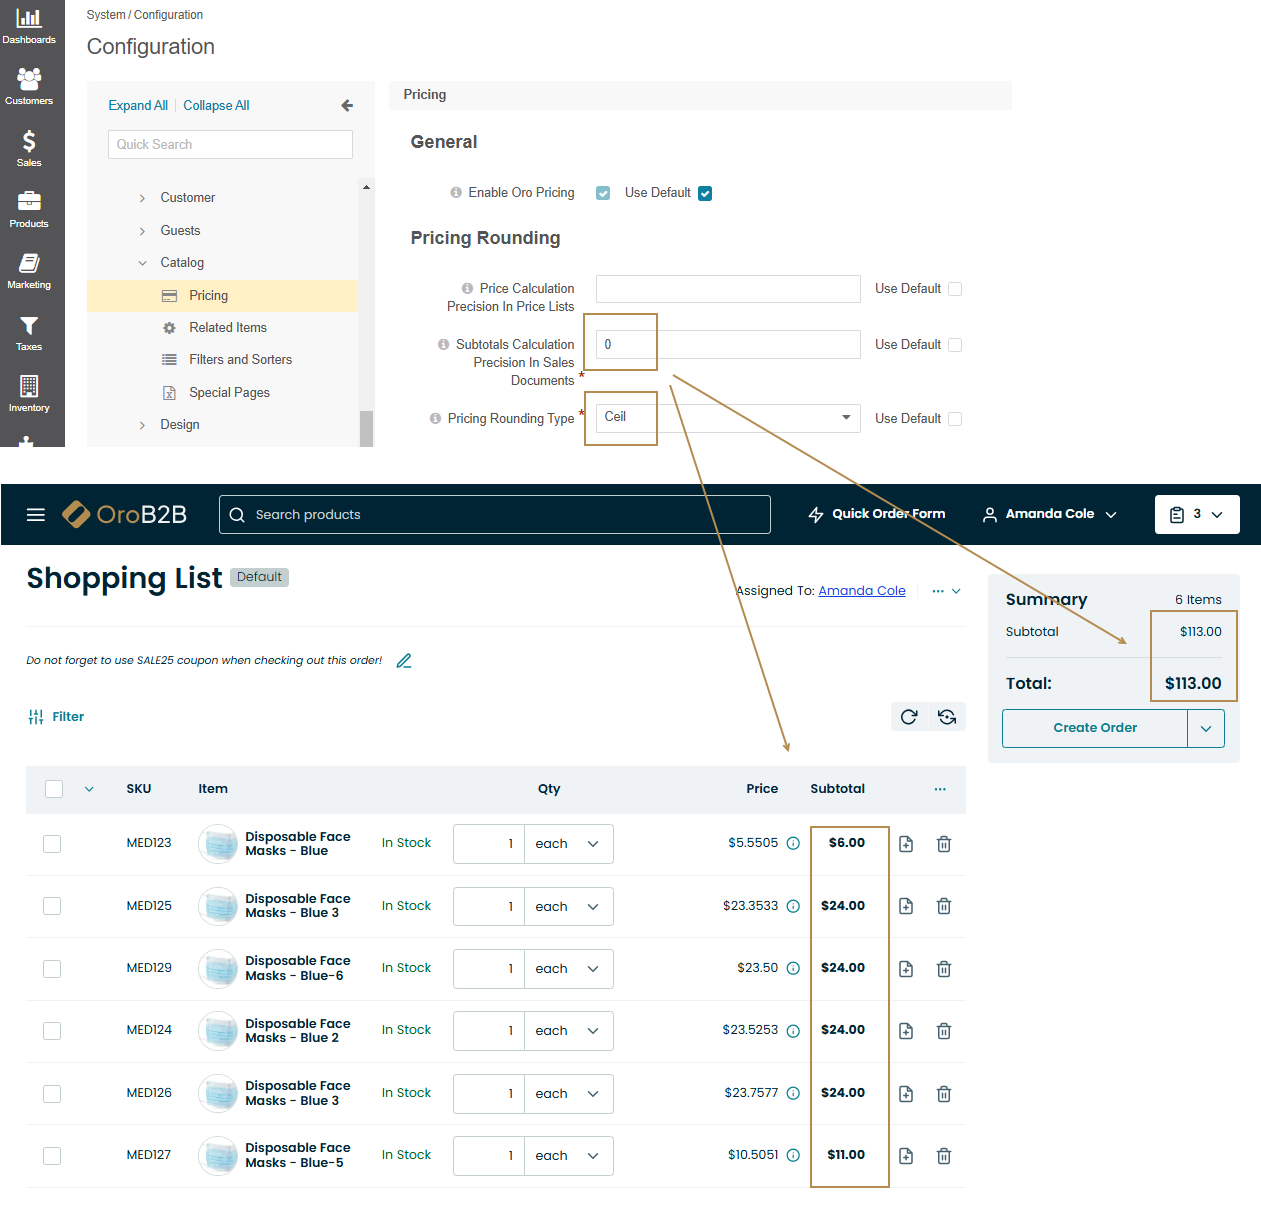 Dashboards
Customers
Sales
Products
Marketing
Taxes
Inventory
System / Configuration
Configuration
Expand All | Collapse All
Quick Search
Customer
Guests
Catalog
Pricing
Related Items
Filters and Sorters
Special Pages
Design
Pricing
General
Enable Oro Pricing Use Default
Pricing Rounding
Price Calculation
Precision In Price Lists
Use Default
Subtotals Calculation
Precision In Sales
Documents *
0
Use Default
Pricing Rounding Type *
Ceil
Use Default
OroB2B
Search products
Quick Order Form
Amanda Cole
3
Shopping List Default
Assigned To: Amanda Cole
Do not forget to use SALE25 coupon when checking out this order!
Filter
Summary 6 Items
Subtotal $113.00
Total: $113.00
Create Order
SKU Item Qty Price Subtotal
MED123 Disposable Face
Masks - Blue
In Stock 1 each $5.5505 $6.00
MED125 Disposable Face
Masks - Blue 3
In Stock 1 each $23.3533 $24.00
MED129 Disposable Face
Masks - Blue-6
In Stock 1 each $23.50 $24.00
MED124 Disposable Face
Masks - Blue 2
In Stock 1 each $23.5253 $24.00
MED126 Disposable Face
Masks - Blue 3
In Stock 1 each $23.7577 $24.00
MED127 Disposable Face
Masks - Blue-5
In Stock 1 each $10.5051 $11.00